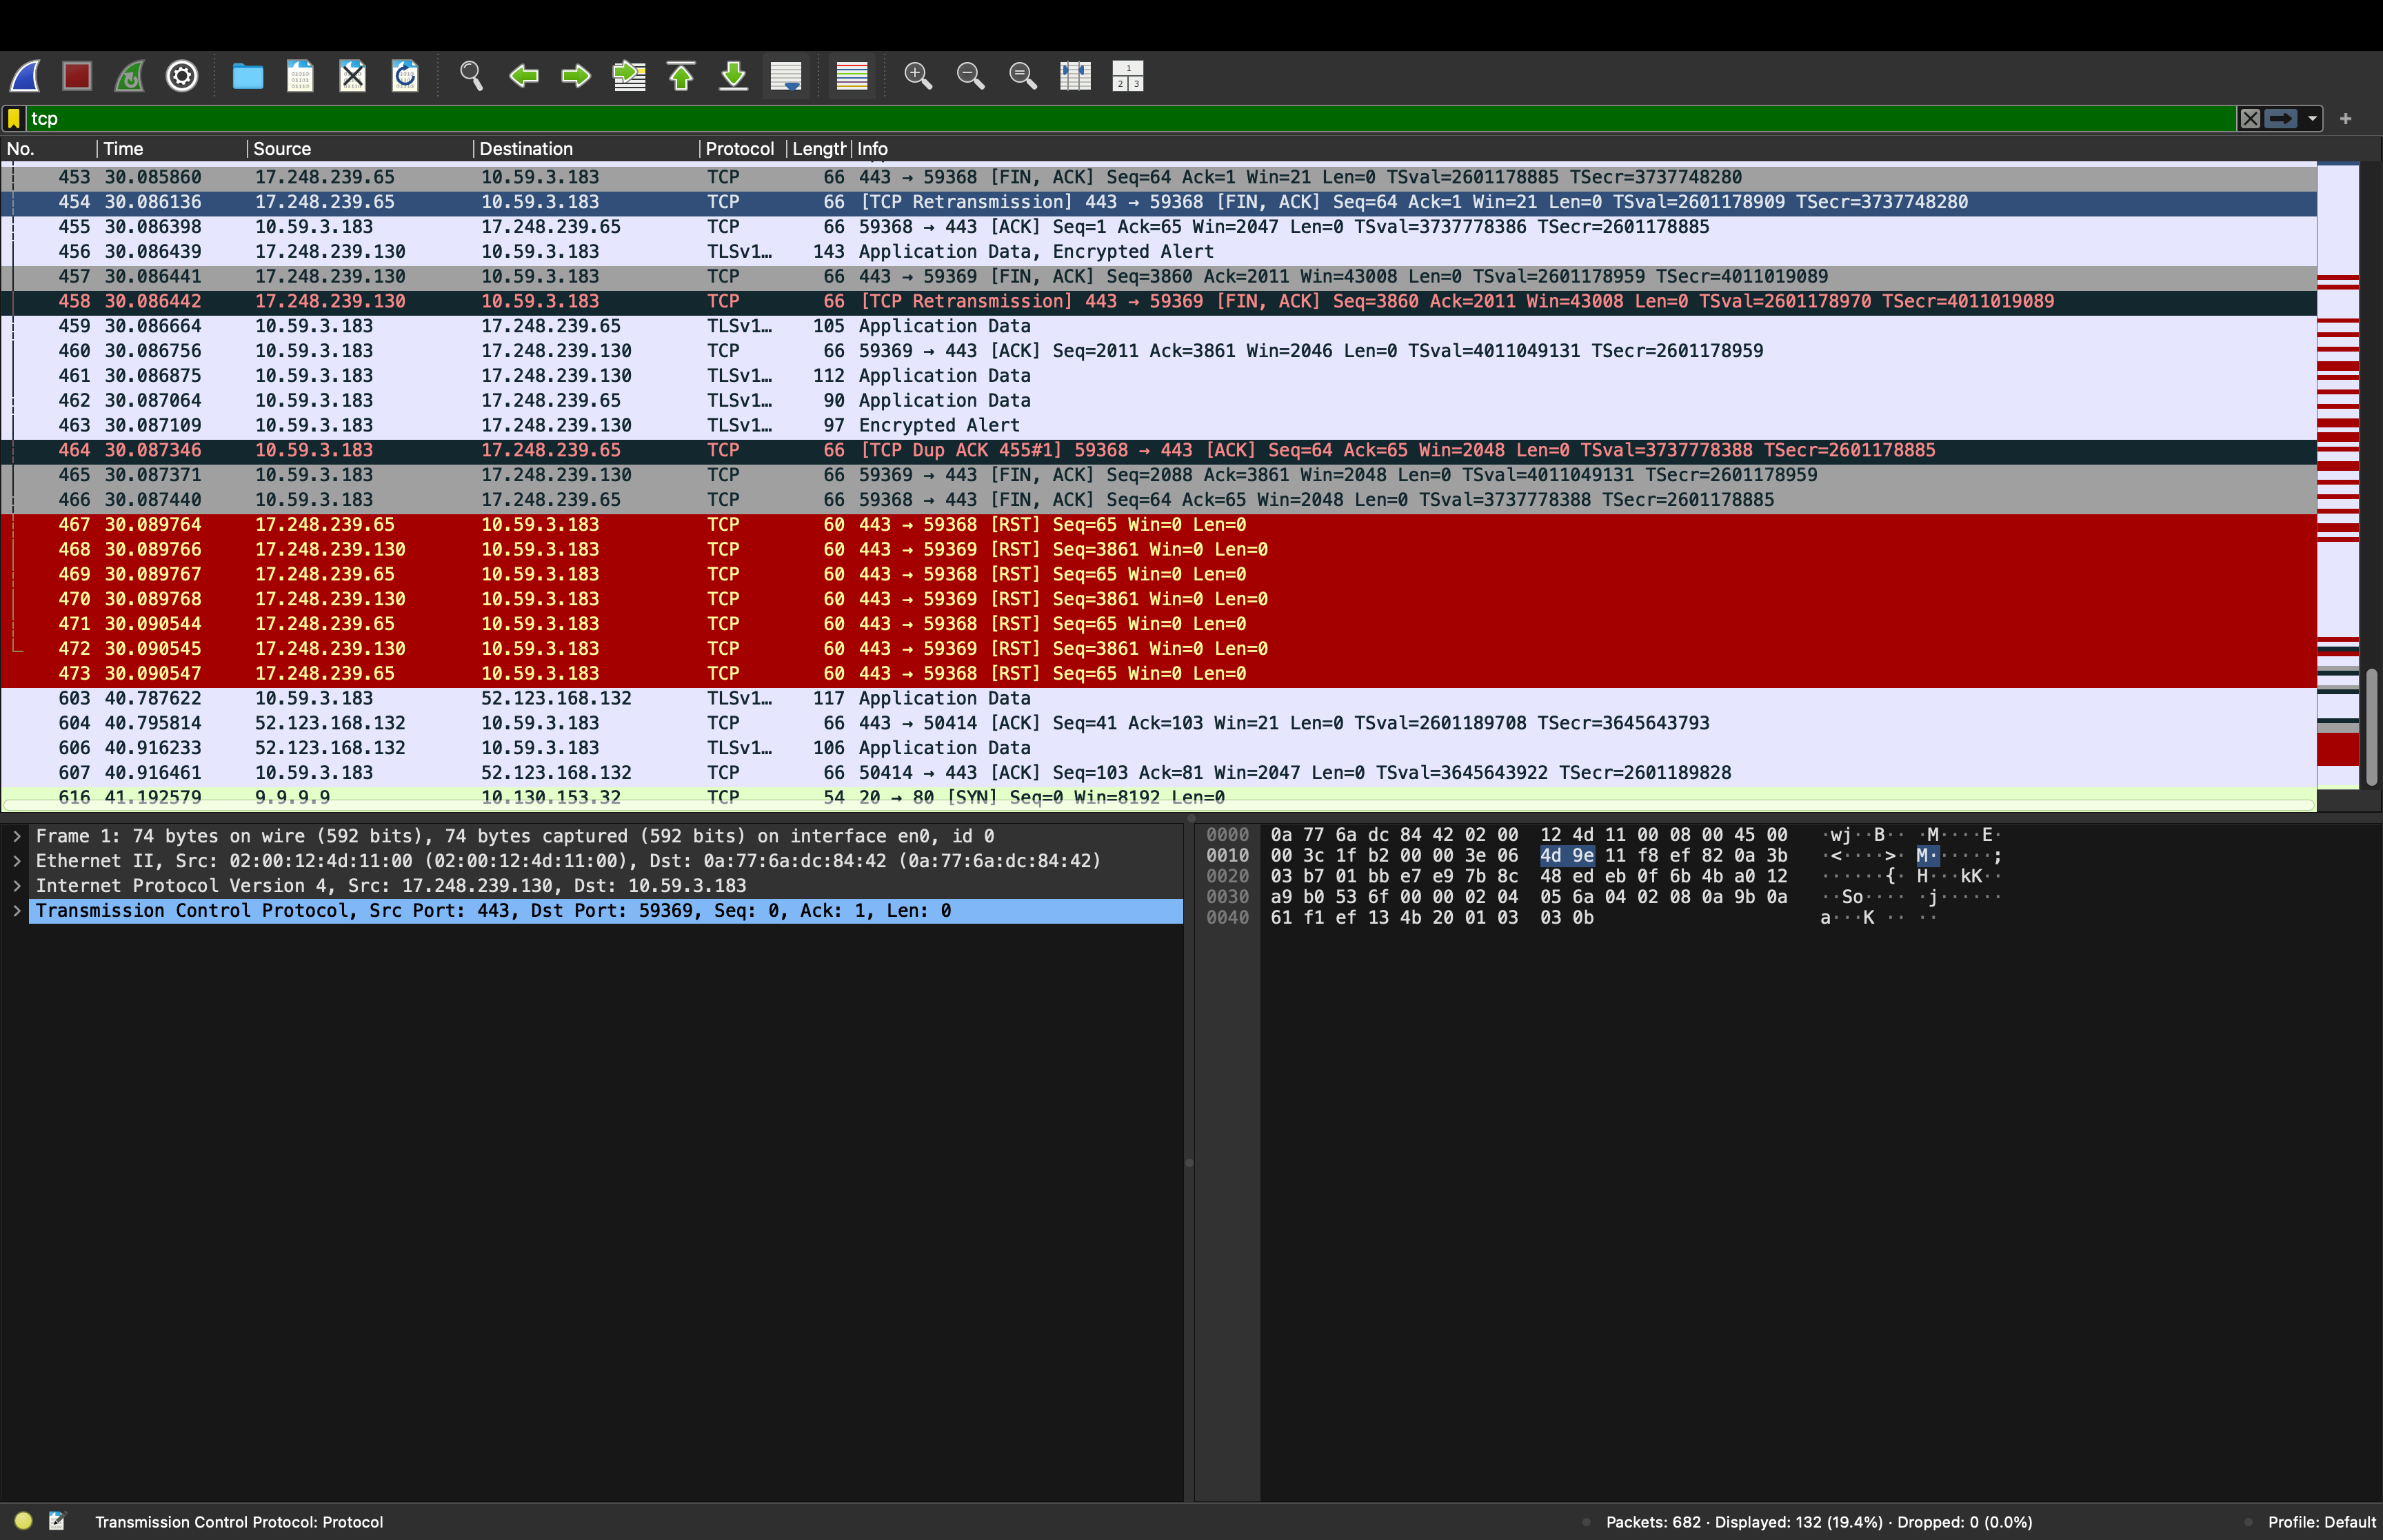 tcp
No. Time Source Destination Protocol Length Info
453 30.085860 17.248.239.65 10.59.3.183 TCP 66 443 → 59368 [FIN, ACK] Seq=64 Ack=1 Win=21 Len=0 TSval=2601178885 TSecr=3737748280
454 30.086136 17.248.239.65 10.59.3.183 TCP 66 [TCP Retransmission] 443 → 59368 [FIN, ACK] Seq=64 Ack=1 Win=21 Len=0 TSval=2601178909 TSecr=3737748280
455 30.086398 10.59.3.183 17.248.239.65 TCP 66 59368 → 443 [ACK] Seq=1 Ack=65 Win=2047 Len=0 TSval=3737778386 TSecr=2601178885
456 30.086439 17.248.239.130 10.59.3.183 TLSv1… 143 Application Data, Encrypted Alert
457 30.086441 17.248.239.130 10.59.3.183 TCP 66 443 → 59369 [FIN, ACK] Seq=3860 Ack=2011 Win=43008 Len=0 TSval=2601178959 TSecr=4011019089
458 30.086442 17.248.239.130 10.59.3.183 TCP 66 [TCP Retransmission] 443 → 59369 [FIN, ACK] Seq=3860 Ack=2011 Win=43008 Len=0 TSval=2601178970 TSecr=4011019089
459 30.086664 10.59.3.183 17.248.239.65 TLSv1… 105 Application Data
460 30.086756 10.59.3.183 17.248.239.130 TCP 66 59369 → 443 [ACK] Seq=2011 Ack=3861 Win=2046 Len=0 TSval=4011049131 TSecr=2601178959
461 30.086875 10.59.3.183 17.248.239.130 TLSv1… 112 Application Data
462 30.087064 10.59.3.183 17.248.239.65 TLSv1… 90 Application Data
463 30.087109 10.59.3.183 17.248.239.130 TLSv1… 97 Encrypted Alert
464 30.087346 10.59.3.183 17.248.239.65 TCP 66 [TCP Dup ACK 455#1] 59368 → 443 [ACK] Seq=64 Ack=65 Win=2048 Len=0 TSval=3737778388 TSecr=2601178885
465 30.087371 10.59.3.183 17.248.239.130 TCP 66 59369 → 443 [FIN, ACK] Seq=2088 Ack=3861 Win=2048 Len=0 TSval=4011049131 TSecr=2601178959
466 30.087440 10.59.3.183 17.248.239.65 TCP 66 59368 → 443 [FIN, ACK] Seq=64 Ack=65 Win=2048 Len=0 TSval=3737778388 TSecr=2601178885
467 30.089764 17.248.239.65 10.59.3.183 TCP 60 443 → 59368 [RST] Seq=65 Win=0 Len=0
468 30.089766 17.248.239.130 10.59.3.183 TCP 60 443 → 59369 [RST] Seq=3861 Win=0 Len=0
469 30.089767 17.248.239.65 10.59.3.183 TCP 60 443 → 59368 [RST] Seq=65 Win=0 Len=0
470 30.089768 17.248.239.130 10.59.3.183 TCP 60 443 → 59369 [RST] Seq=3861 Win=0 Len=0
471 30.090544 17.248.239.65 10.59.3.183 TCP 60 443 → 59368 [RST] Seq=65 Win=0 Len=0
472 30.090545 17.248.239.130 10.59.3.183 TCP 60 443 → 59369 [RST] Seq=3861 Win=0 Len=0
473 30.090547 17.248.239.65 10.59.3.183 TCP 60 443 → 59368 [RST] Seq=65 Win=0 Len=0
603 40.787622 10.59.3.183 52.123.168.132 TLSv1… 117 Application Data
604 40.795814 52.123.168.132 10.59.3.183 TCP 66 443 → 50414 [ACK] Seq=41 Ack=103 Win=21 Len=0 TSval=2601189708 TSecr=3645643793
606 40.916233 52.123.168.132 10.59.3.183 TLSv1… 106 Application Data
607 40.916461 10.59.3.183 52.123.168.132 TCP 66 50414 → 443 [ACK] Seq=103 Ack=81 Win=2047 Len=0 TSval=3645643922 TSecr=2601189828
616 41.192579 9.9.9.9 10.130.153.32 TCP 54 20 → 80 [SYN] Seq=0 Win=8192 Len=0
Frame 1: 74 bytes on wire (592 bits), 74 bytes captured (592 bits) on interface en0, id 0
Ethernet II, Src: 02:00:12:4d:11:00 (02:00:12:4d:11:00), Dst: 0a:77:6a:dc:84:42 (0a:77:6a:dc:84:42)
Internet Protocol Version 4, Src: 17.248.239.130, Dst: 10.59.3.183
Transmission Control Protocol, Src Port: 443, Dst Port: 59369, Seq: 0, Ack: 1, Len: 0
0000 0a 77 6a dc 84 42 02 00 12 4d 11 00 08 00 45 00 ·wj··B·· ·M····E·
0010 00 3c 1f b2 00 00 3e 06 4d 9e 11 f8 ef 82 0a 3b ·<····>· M·····;
0020 03 b7 01 bb e7 e9 7b 8c 48 ed eb 0f 6b 4b a0 12 ······{· H···kK··
0030 a9 b0 53 6f 00 00 02 04 05 6a 04 02 08 0a 9b 0a ··So···· ·j······
0040 61 f1 ef 13 4b 20 01 03 03 0b a···K ·· ··
Transmission Control Protocol: Protocol
Packets: 682 · Displayed: 132 (19.4%) · Dropped: 0 (0.0%)
Profile: Default